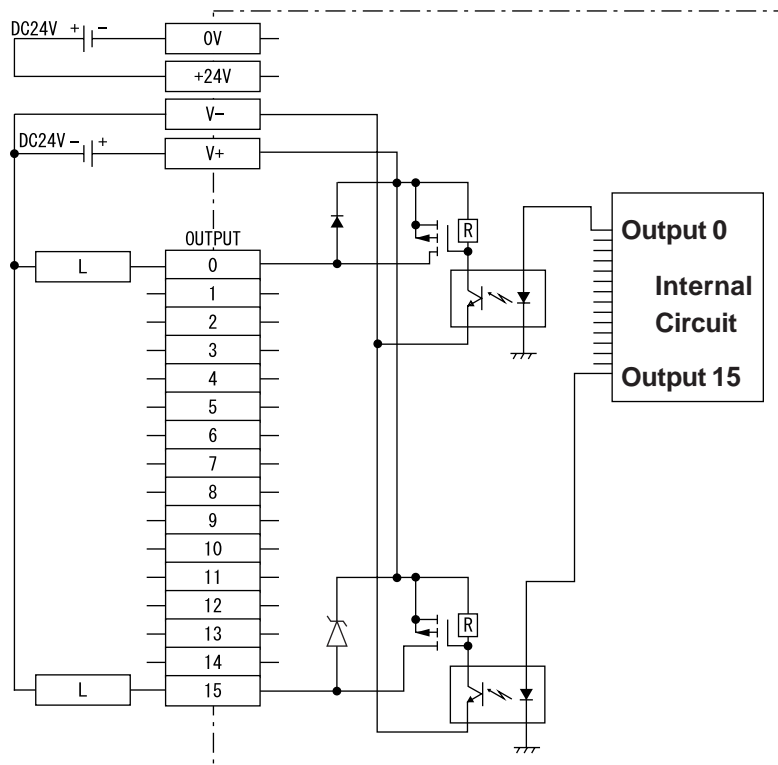 DC24V + -
0V
+24V
V-
DC24V - +
V+
OUTPUT
L
0
1
2
3
4
5
6
7
8
9
10
11
12
13
14
L
15
R
R
Output 0
Internal
Circuit
Output 15